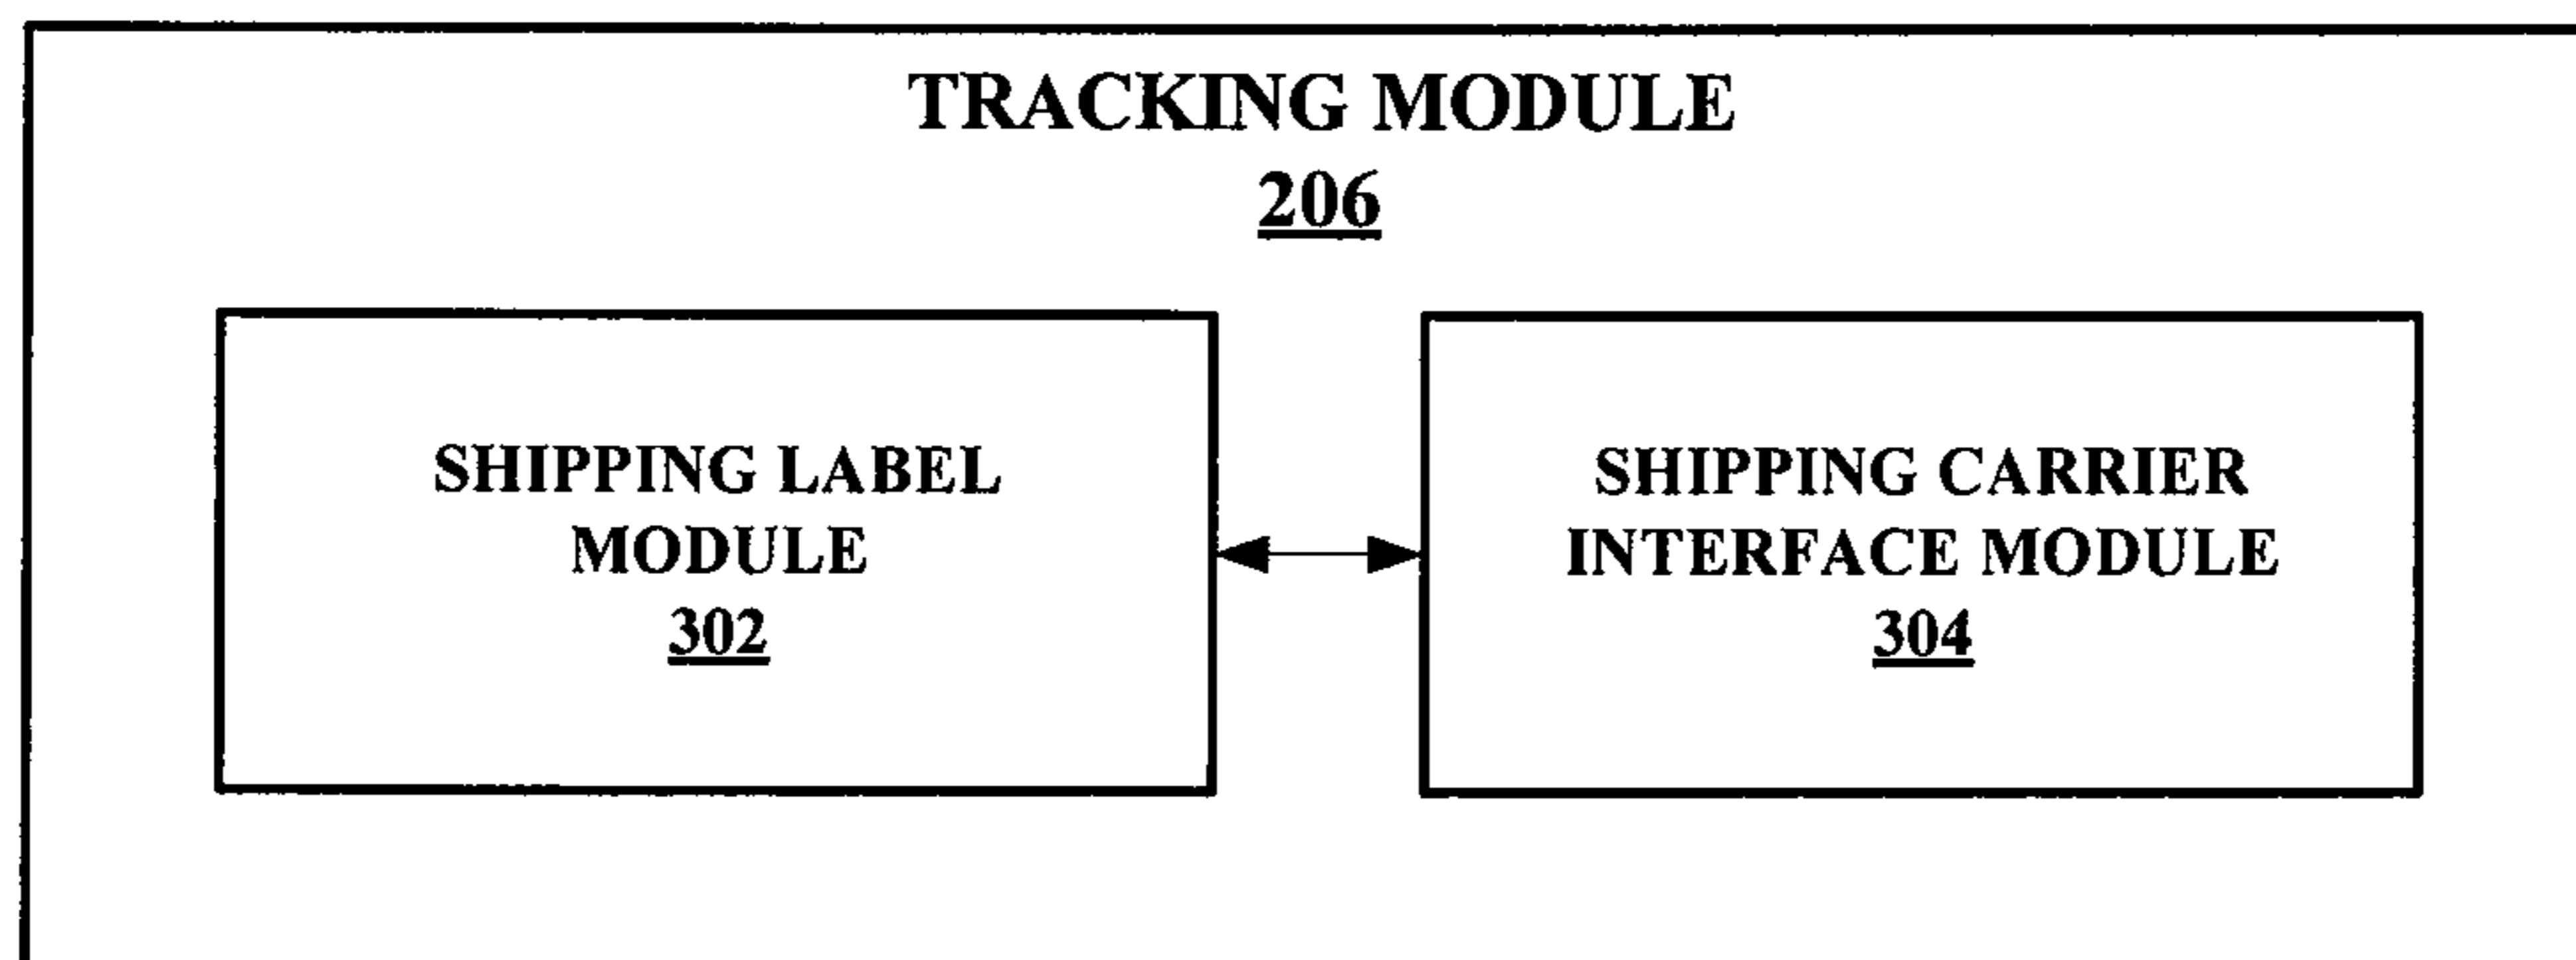 TRACKING MODULE
206
SHIPPING LABEL
MODULE
302
SHIPPING CARRIER
INTERFACE MODULE
304